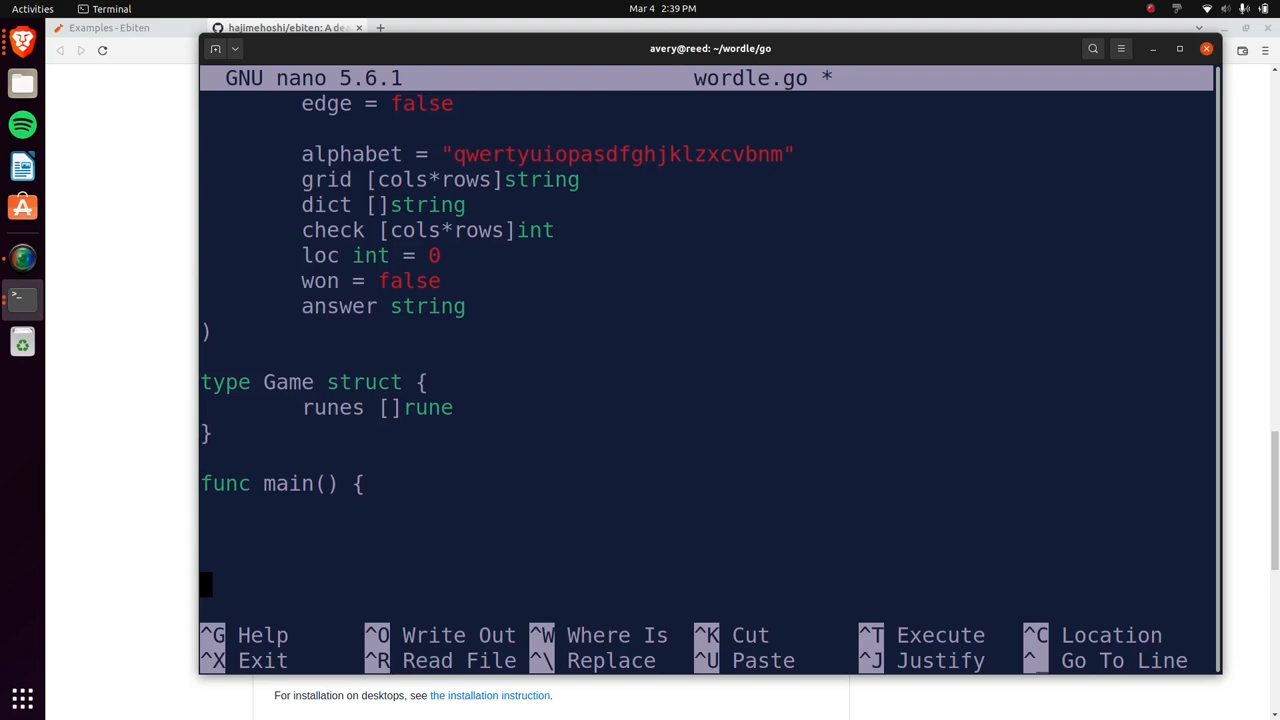 Activities Terminal Mar 4 2:39 PM
Examples - Ebiten hajimehoshi/ebiten: A de
avery@reed: ~/wordle/go
GNU nano 5.6.1 wordle.go *
edge = false
alphabet = "qwertyuiopasdfghjklzxcvbnm"
grid [cols*rows]string
dict []string
check [cols*rows]int
loc int = 0
won = false
answer string
)
type Game struct {
runes []rune
}
func main() {
^G Help ^O Write Out ^W Where Is ^K Cut ^T Execute ^C Location
^X Exit ^R Read File ^\ Replace ^U Paste ^J Justify ^_ Go To Line
For installation on desktops, see the installation instruction.